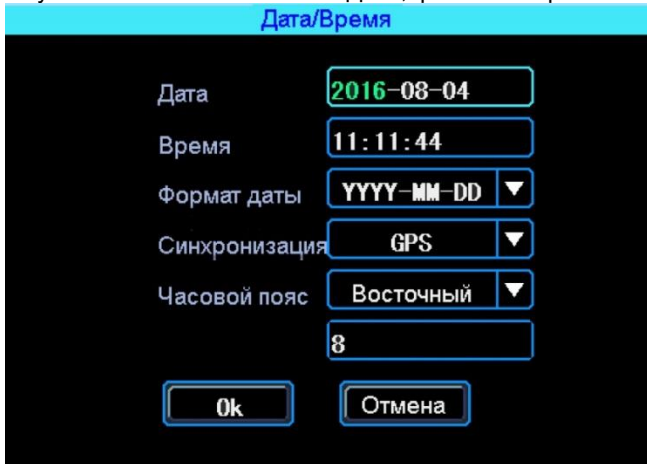 Дата/Время
Дата 2016-08-04
Время 11:11:44
Формат даты YYYY-MM-DD
Синхронизация GPS
Часовой пояс Восточный
8
Ok Отмена